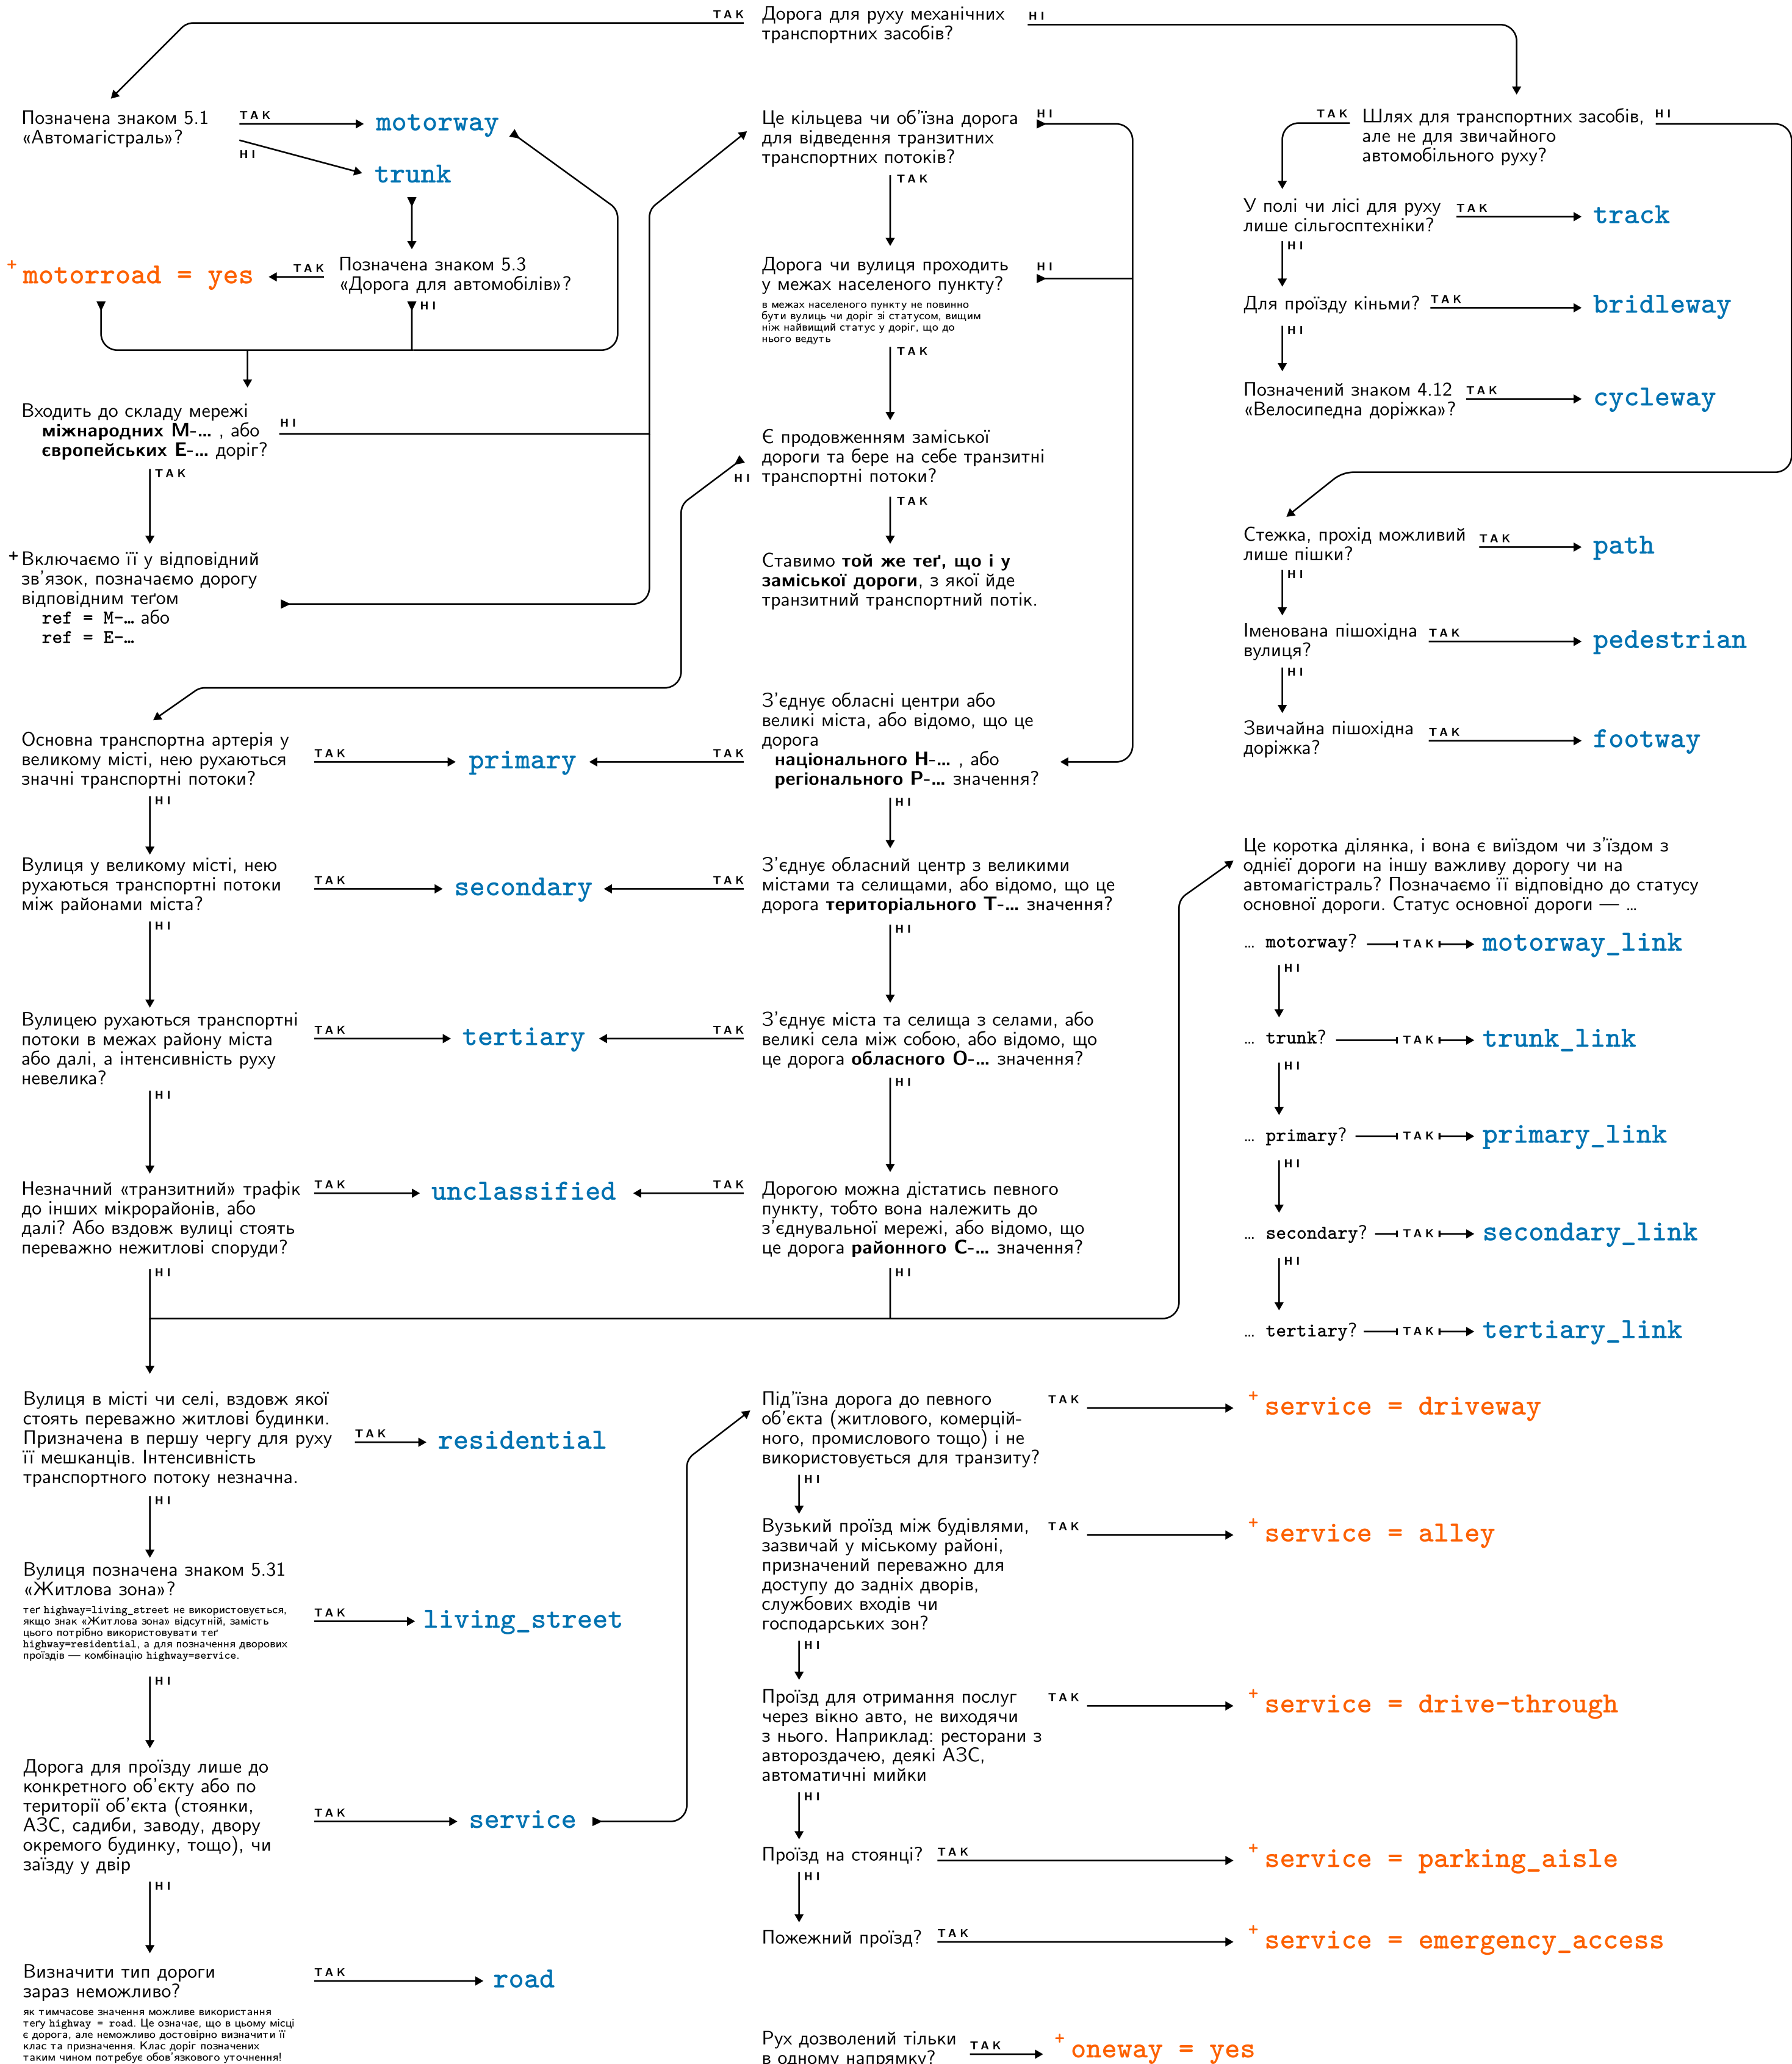 Дорога для руху механічних
транспортних засобів?
ТАК
НІ
Позначена знаком 5.1
«Автомагістраль»?
ТАК
motorway
НІ
trunk
Позначена знаком 5.3
«Дорога для автомобілів»?
ТАК
+ motorroad = yes
НІ
Входить до складу мережі
міжнародних М-... , або
європейських Е-... доріг?
НІ
ТАК
+ Включаємо її у відповідний
зв'язок, позначаємо дорогу
відповідним теґом
ref = М-... або
ref = Е-...
Це кільцева чи об'їзна дорога
для відведення транзитних
транспортних потоків?
НІ
ТАК
Дорога чи вулиця проходить
у межах населеного пункту?
в межах населеного пункту не повинно
бути вулиць чи доріг зі статусом, вищим
ніж найвищий статус у доріг, що до
нього ведуть
НІ
ТАК
Є продовженням заміської
дороги та бере на себе транзитні
транспортні потоки?
НІ
ТАК
Ставимо той же теґ, що і у
заміської дороги, з якої йде
транзитний транспортний потік.
Шлях для транспортних засобів,
але не для звичайного
автомобільного руху?
ТАК
НІ
У полі чи лісі для руху
лише сільгосптехніки?
ТАК
track
НІ
Для проїзду кіньми?
ТАК
bridleway
НІ
Позначений знаком 4.12
«Велосипедна доріжка»?
ТАК
cycleway
Стежка, прохід можливий
лише пішки?
ТАК
path
НІ
Іменована пішохідна
вулиця?
ТАК
pedestrian
НІ
Звичайна пішохідна
доріжка?
ТАК
footway
Основна транспортна артерія у
великому місті, нею рухаються
значні транспортні потоки?
ТАК
primary
ТАК
З'єднує обласні центри або
великі міста, або відомо, що це
дорога
національного Н-... , або
регіонального Р-... значення?
НІ
НІ
Вулиця у великому місті, нею
рухаються транспортні потоки
між районами міста?
ТАК
secondary
ТАК
З'єднує обласний центр з великими
містами та селищами, або відомо, що це
дорога територіального Т-... значення?
НІ
НІ
Вулицею рухаються транспортні
потоки в межах району міста
або далі, а інтенсивність руху
невелика?
ТАК
tertiary
ТАК
З'єднує міста та селища з селами, або
великі села між собою, або відомо, що
це дорога обласного О-... значення?
НІ
НІ
Незначний «транзитний» трафік
до інших мікрорайонів, або
далі? Або вздовж вулиці стоять
переважно нежитлові споруди?
ТАК
unclassified
ТАК
Дорогою можна дістатись певного
пункту, тобто вона належить до
з'єднувальної мережі, або відомо, що
це дорога районного С-... значення?
НІ
НІ
Це коротка ділянка, і вона є виїздом чи з'їздом з
однієї дороги на іншу важливу дорогу чи на
автомагістраль? Позначаємо її відповідно до статусу
основної дороги. Статус основної дороги — ...
... motorway?
ТАК
motorway_link
НІ
... trunk?
ТАК
trunk_link
НІ
... primary?
ТАК
primary_link
НІ
... secondary?
ТАК
secondary_link
НІ
... tertiary?
ТАК
tertiary_link
Вулиця в місті чи селі, вздовж якої
стоять переважно житлові будинки.
Призначена в першу чергу для руху
її мешканців. Інтенсивність
транспортного потоку незначна.
ТАК
residential
НІ
Вулиця позначена знаком 5.31
«Житлова зона»?
теґ highway=living_street не використовується,
якщо знак «Житлова зона» відсутній, замість
цього потрібно використовувати теґ
highway=residential, а для позначення дворових
проїздів — комбінацію highway=service.
ТАК
living_street
НІ
Дорога для проїзду лише до
конкретного об'єкту або по
території об'єкта (стоянки,
АЗС, садиби, заводу, двору
окремого будинку, тощо), чи
заїзду у двір
ТАК
service
НІ
Визначити тип дороги
зараз неможливо?
як тимчасове значення можливе використання
теґу highway = road. Це означає, що в цьому місці
є дорога, але неможливо достовірно визначити її
клас та призначення. Клас доріг позначених
таким чином потребує обов'язкового уточнення!
ТАК
road
Під'їзна дорога до певного
об'єкта (житлового, комерцій-
ного, промислового тощо) і не
використовується для транзиту?
ТАК
+ service = driveway
НІ
Вузький проїзд між будівлями,
зазвичай у міському районі,
призначений переважно для
доступу до задніх дворів,
службових входів чи
господарських зон?
ТАК
+ service = alley
НІ
Проїзд для отримання послуг
через вікно авто, не виходячи
з нього. Наприклад: ресторани з
автороздачею, деякі АЗС,
автоматичні мийки
ТАК
+ service = drive-through
НІ
Проїзд на стоянці?
ТАК
+ service = parking_aisle
НІ
Пожежний проїзд?
ТАК
+ service = emergency_access
Рух дозволений тільки
в одному напрямку?
ТАК
+ oneway = yes